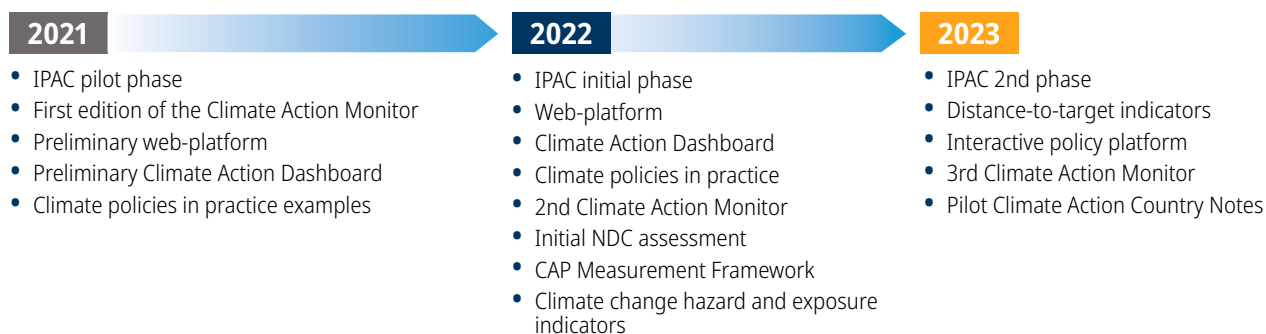 2021
• IPAC pilot phase
• First edition of the Climate Action Monitor
• Preliminary web-platform
• Preliminary Climate Action Dashboard
• Climate policies in practice examples
2022
• IPAC initial phase
• Web-platform
• Climate Action Dashboard
• Climate policies in practice
• 2nd Climate Action Monitor
• Initial NDC assessment
• CAP Measurement Framework
• Climate change hazard and exposure
indicators
2023
• IPAC 2nd phase
• Distance-to-target indicators
• Interactive policy platform
• 3rd Climate Action Monitor
• Pilot Climate Action Country Notes